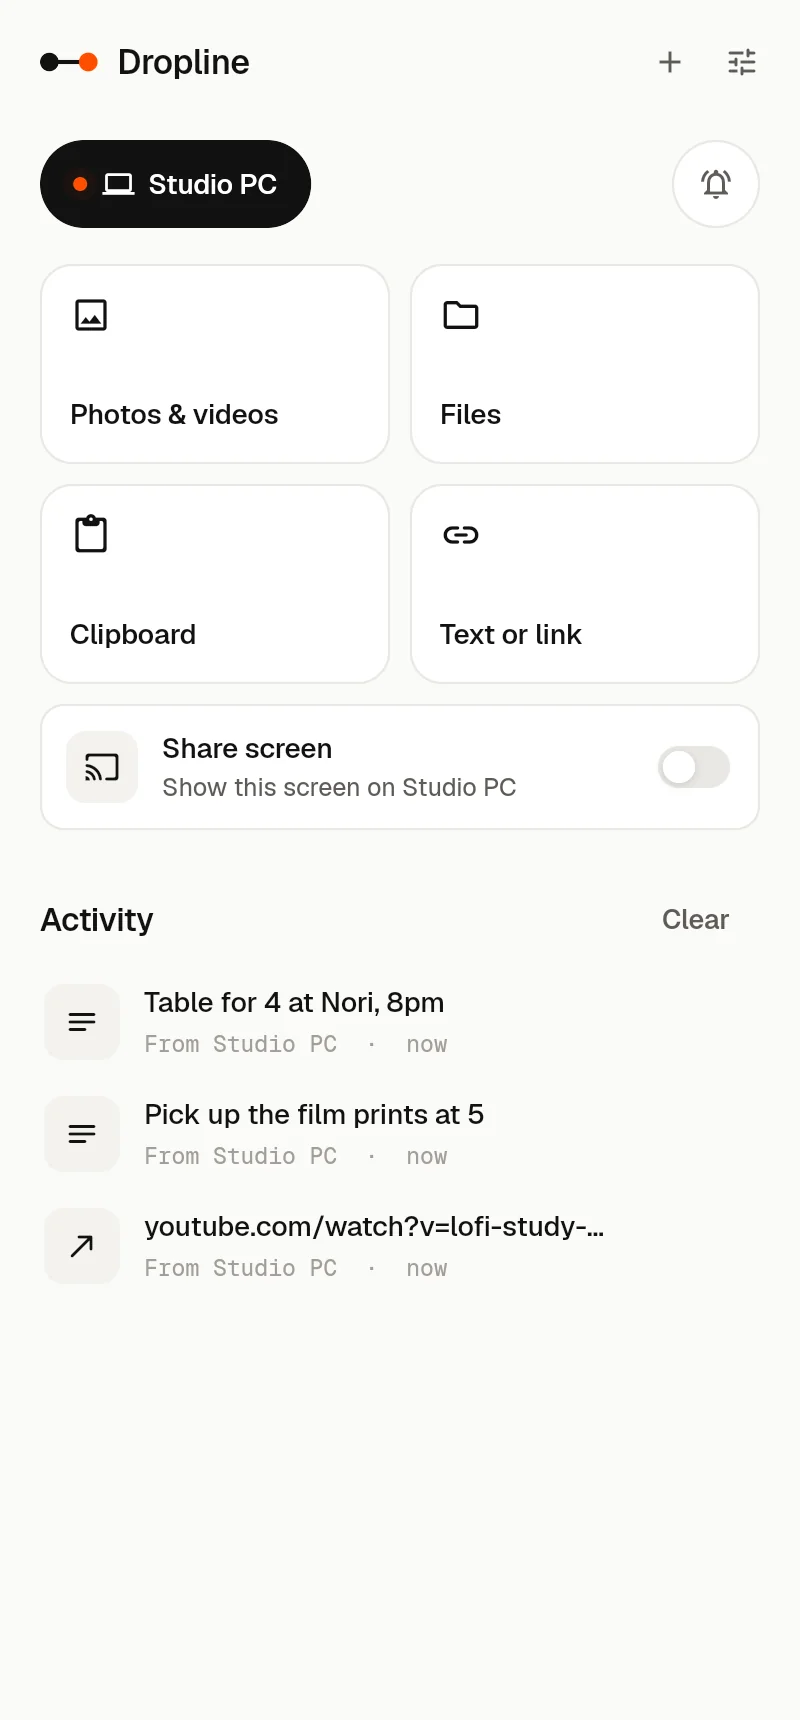 Dropline
Studio PC
Photos & videos
Files
Clipboard
Text or link
Share screen
Show this screen on Studio PC
Activity
Clear
Table for 4 at Nori, 8pm
From Studio PC · now
Pick up the film prints at 5
From Studio PC · now
youtube.com/watch?v=lofi-study-…
From Studio PC · now